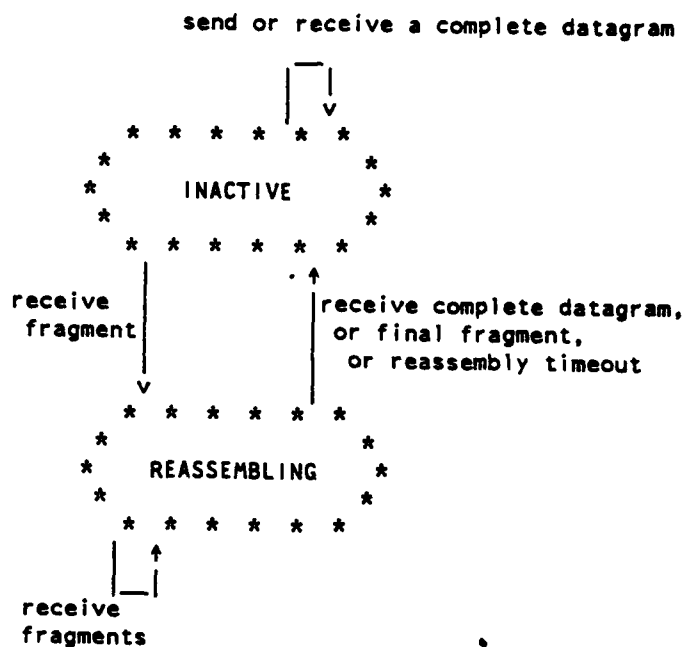 send or receive a complete datagram
INACTIVE
receive
fragment
receive complete datagram,
or final fragment,
or reassembly timeout
REASSEMBLING
receive
fragments